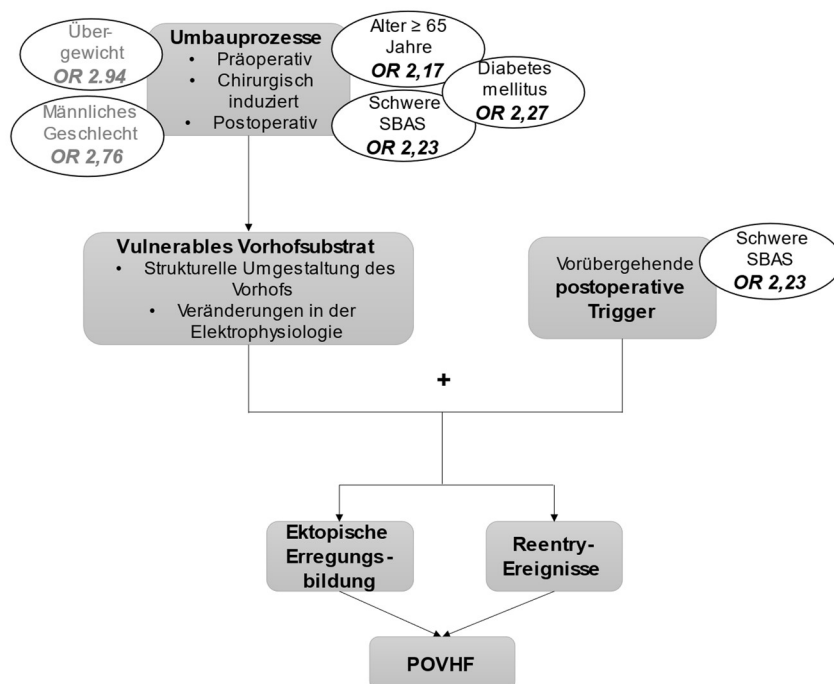 Über-
gewicht
OR 2.94
Männliches
Geschlecht
OR 2,76
Umbauprozesse
• Präoperativ
• Chirurgisch
induziert
• Postoperativ
Alter ≥ 65
Jahre
OR 2,17
Diabetes
mellitus
OR 2,27
Schwere
SBAS
OR 2,23
Vulnerables Vorhofsubstrat
• Strukturelle Umgestaltung des
Vorhofs
• Veränderungen in der
Elektrophysiologie
Vorübergehende
postoperative
Trigger
Schwere
SBAS
OR 2,23
+
Ektopische
Erregungs-
bildung
Reentry-
Ereignisse
POVHF